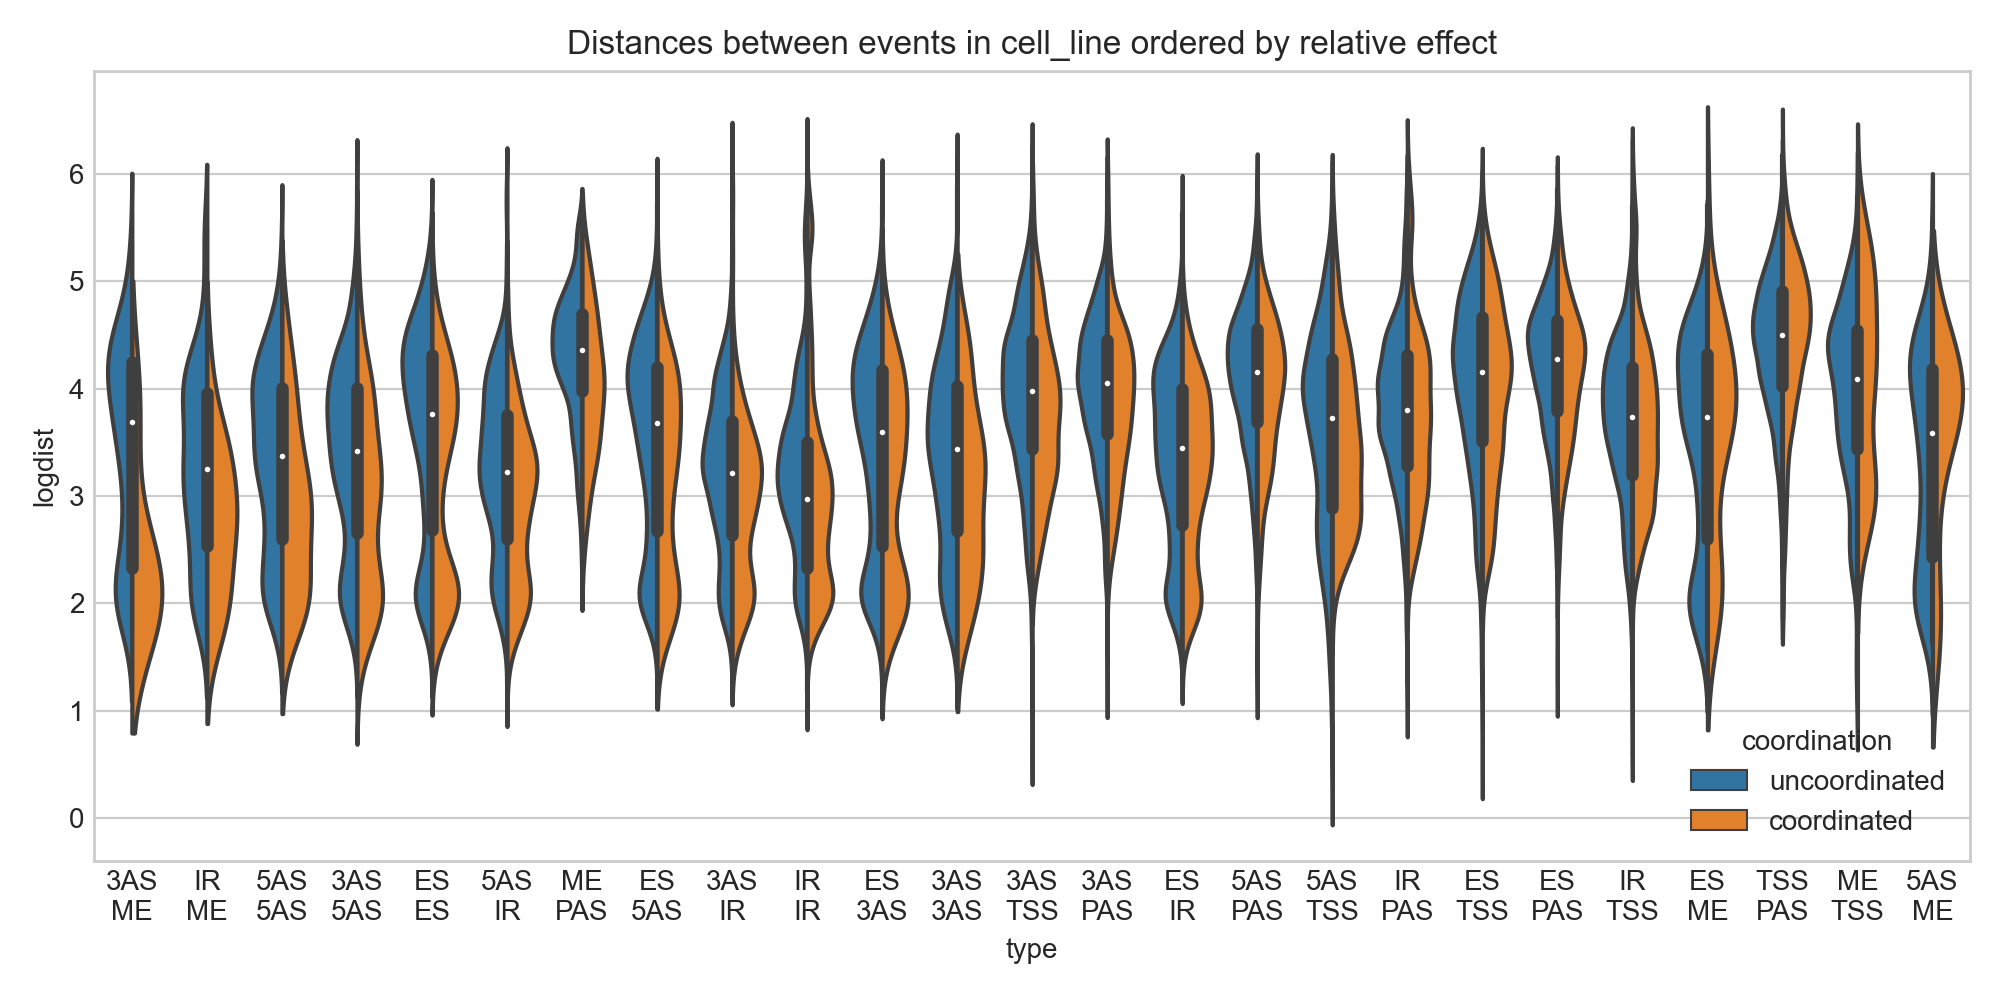 Distances between events in cell_line ordered by relative effect
logdist
6
5
4
3
2
1
0
coordination
uncoordinated
coordinated
3AS IR 5AS 3AS ES 5AS ME ES 3AS IR ES 3AS 3AS 3AS ES 5AS 5AS IR ES ES IR ES TSS ME 5AS
ME ME 5AS 5AS ES IR PAS 5AS IR IR 3AS 3AS TSS PAS IR PAS TSS PAS TSS PAS TSS ME PAS TSS ME
type